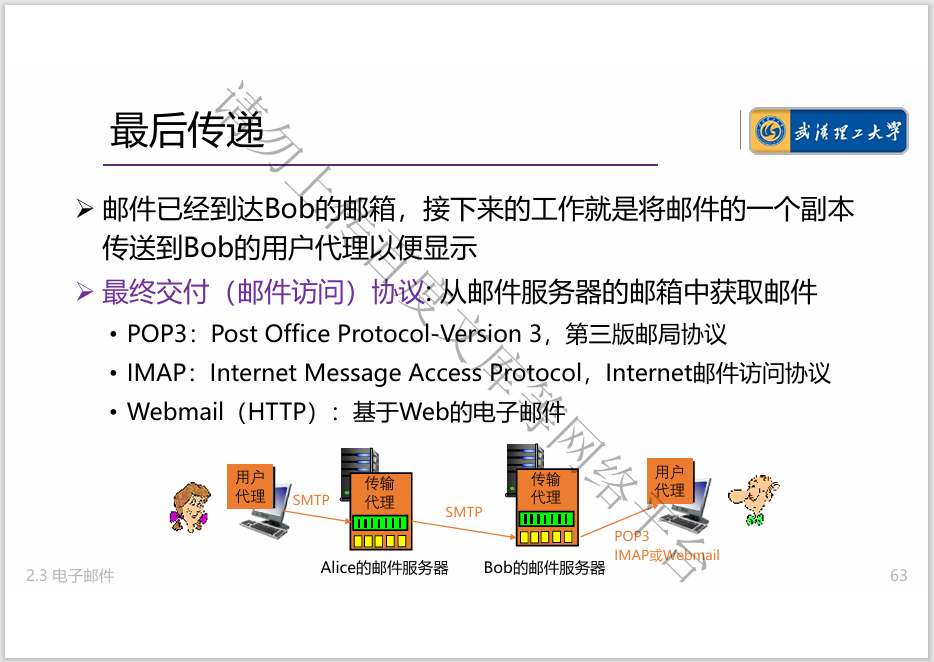 最后传递
武汉理工大学
➢ 邮件已经到达Bob的邮箱，接下来的工作就是将邮件的一个副本
传送到Bob的用户代理以便显示
➢ 最终交付（邮件访问）协议: 从邮件服务器的邮箱中获取邮件
• POP3：Post Office Protocol-Version 3，第三版邮局协议
• IMAP：Internet Message Access Protocol，Internet邮件访问协议
• Webmail（HTTP）：基于Web的电子邮件
请勿上传百度文库等网络平台
用户
代理
SMTP
传输
代理
SMTP
传输
代理
用户
代理
POP3
IMAP或Webmail
Alice的邮件服务器
Bob的邮件服务器
2.3 电子邮件
63